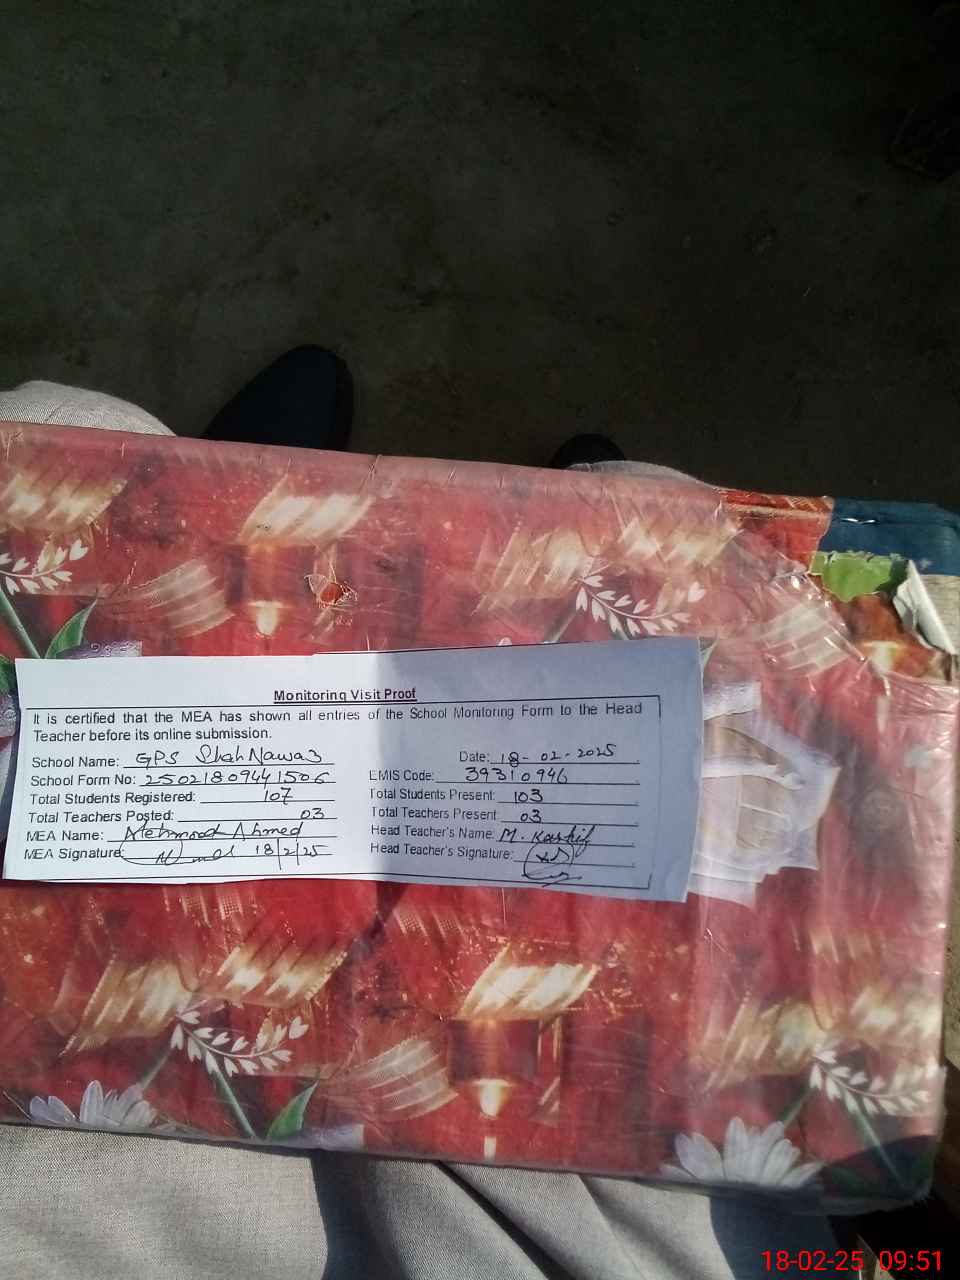 Monitoring Visit Proof
It is certified that the MEA has shown all entries of the School Monitoring Form to the Head
Teacher before its online submission.
School Name: GPS Shah Nawaz Date: 18-02-2025
School Form No: 25021809441506 EMIS Code: 39310946
Total Students Registered: 107 Total Students Present: 103
Total Teachers Posted: 03 Total Teachers Present: 03
MEA Name: Mehmood Ahmed Head Teacher's Name: M. Kashif
MEA Signature: 18/2/25 Head Teacher's Signature:
18-02-25 09:51